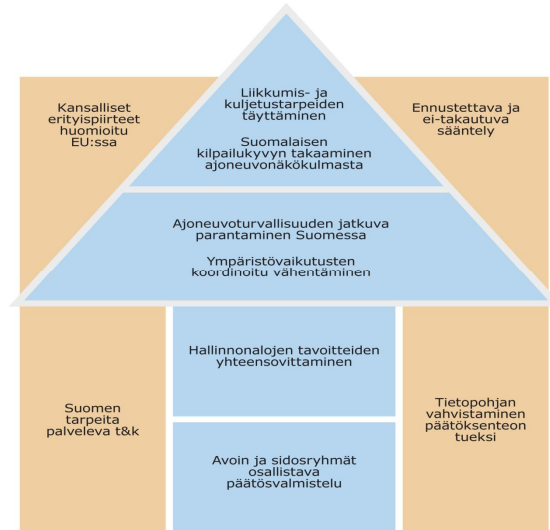 Liikkumis- ja
kuljetustarpeiden
täyttäminen
Suomalaisen
kilpailukyvyn takaaminen
ajoneuvonäkökulmasta
Kansalliset
erityispiirteet
huomioitu
EU:ssa
Ennustettava ja
ei-takautuva
sääntely
Ajoneuvoturvallisuuden jatkuva
parantaminen Suomessa
Ympäristövaikutusten
koordinoitu vähentäminen
Hallinnonalojen tavoitteiden
yhteensovittaminen
Suomen
tarpeita
palveleva t&k
Tietopohjan
vahvistaminen
päätöksenteon
tueksi
Avoin ja sidosryhmät
osallistava
päätösvalmistelu